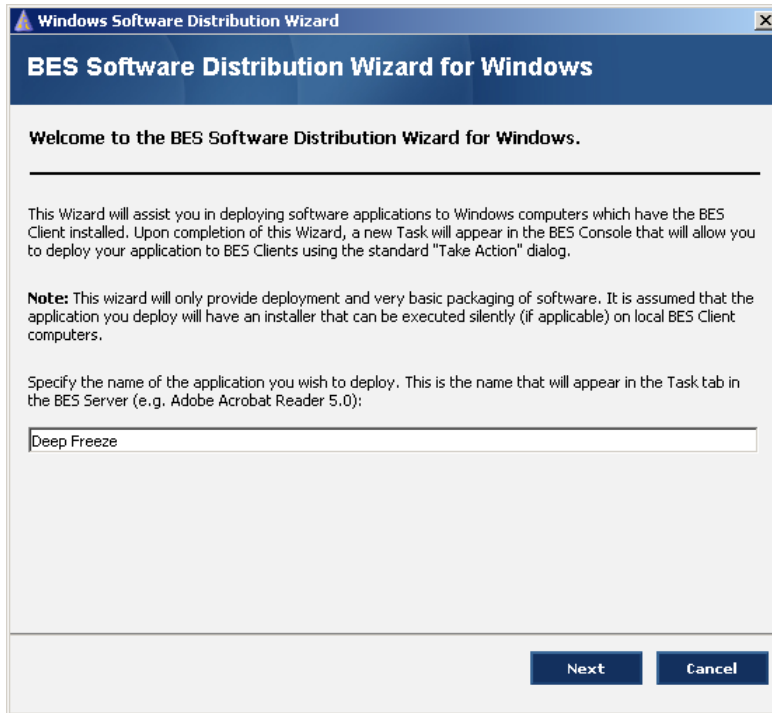 Windows Software Distribution Wizard
BES Software Distribution Wizard for Windows
Welcome to the BES Software Distribution Wizard for Windows.
This Wizard will assist you in deploying software applications to Windows computers which have the BES
Client installed. Upon completion of this Wizard, a new Task will appear in the BES Console that will allow you
to deploy your application to BES Clients using the standard "Take Action" dialog.
Note: This wizard will only provide deployment and very basic packaging of software. It is assumed that the
application you deploy will have an installer that can be executed silently (if applicable) on local BES Client
computers.
Specify the name of the application you wish to deploy. This is the name that will appear in the Task tab in
the BES Server (e.g. Adobe Acrobat Reader 5.0):
Deep Freeze
Next Cancel